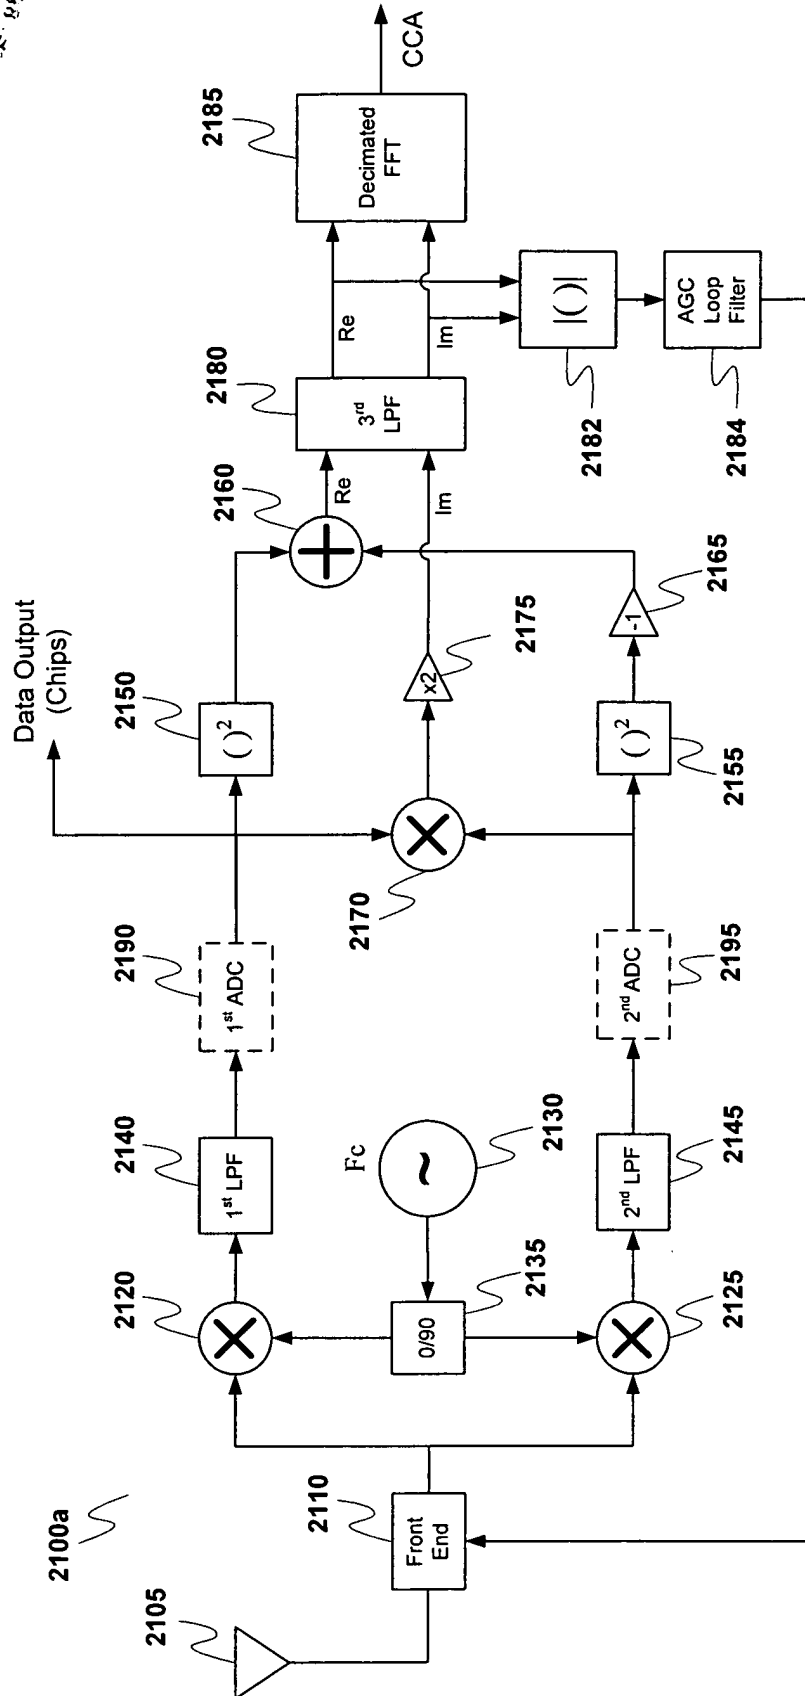 2100a
2105
2110
Front
End
2120
2125
2130
Fc
2135
0/90
2140
1st LPF
2145
2nd LPF
2190
1st ADC
2195
2nd ADC
Data Output
(Chips)
2150
( )²
2155
( )²
2170
2175
x2
2165
-1
2160
Re
Im
2180
3rd
LPF
Re
Im
2182
|( )|
2184
AGC
Loop
Filter
2185
Decimated
FFT
CCA